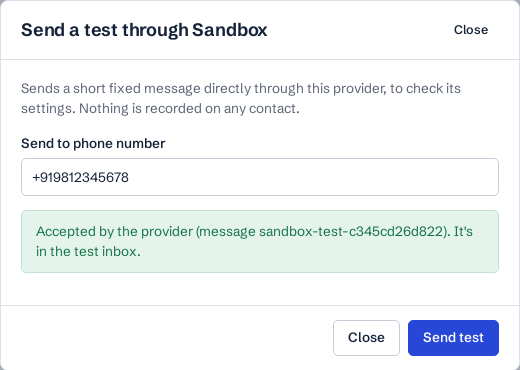 Send a test through Sandbox
Close
Sends a short fixed message directly through this provider, to check its
settings. Nothing is recorded on any contact.
Send to phone number
+919812345678
Accepted by the provider (message sandbox-test-c345cd26d822). It's
in the test inbox.
Close
Send test